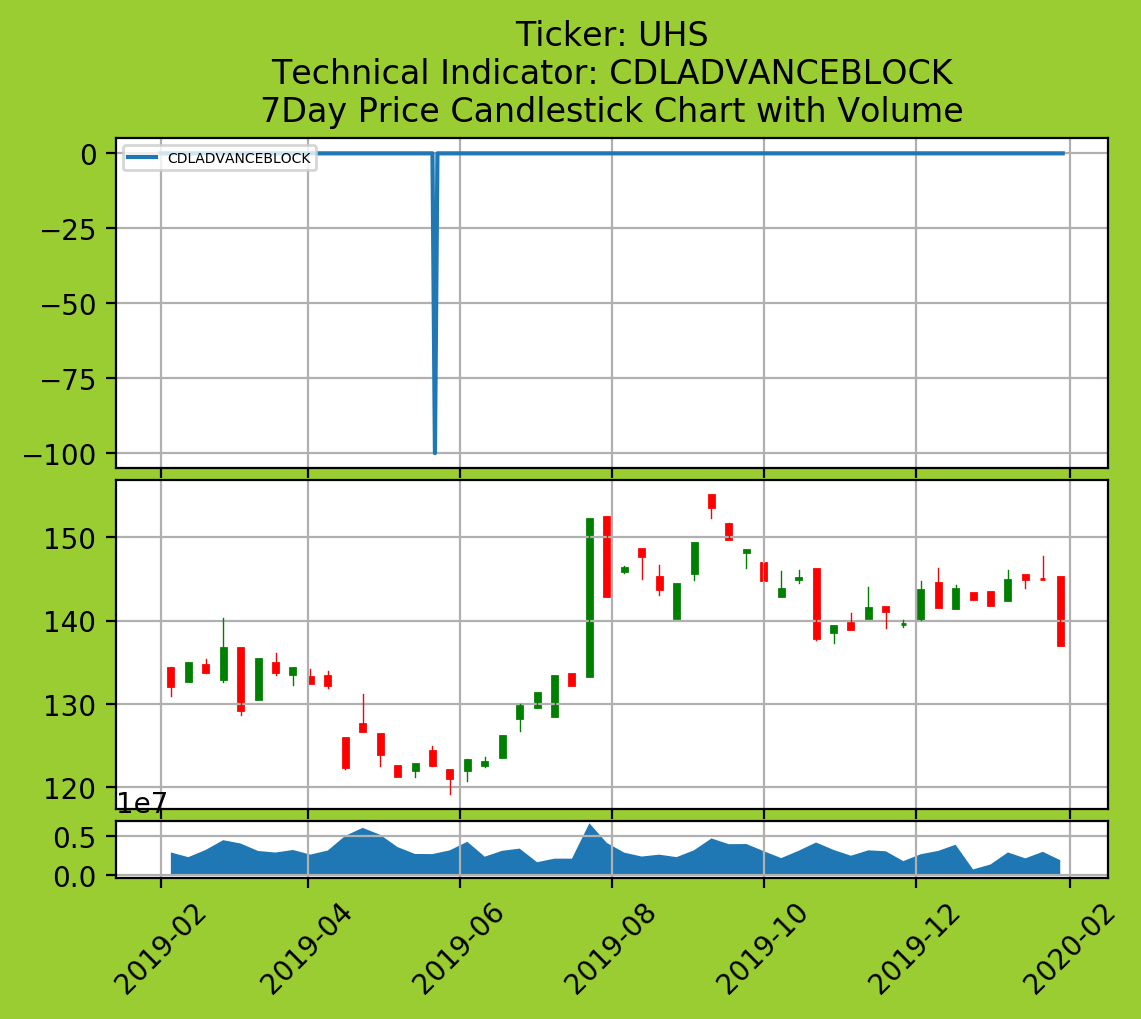 Ticker: UHS
Technical Indicator: CDLADVANCEBLOCK
7Day Price Candlestick Chart with Volume
CDLADVANCEBLOCK
0
−25
−50
−75
−100
150
140
130
120
1e7
0.5
0.0
2019-02 2019-04 2019-06 2019-08 2019-10 2019-12 2020-02